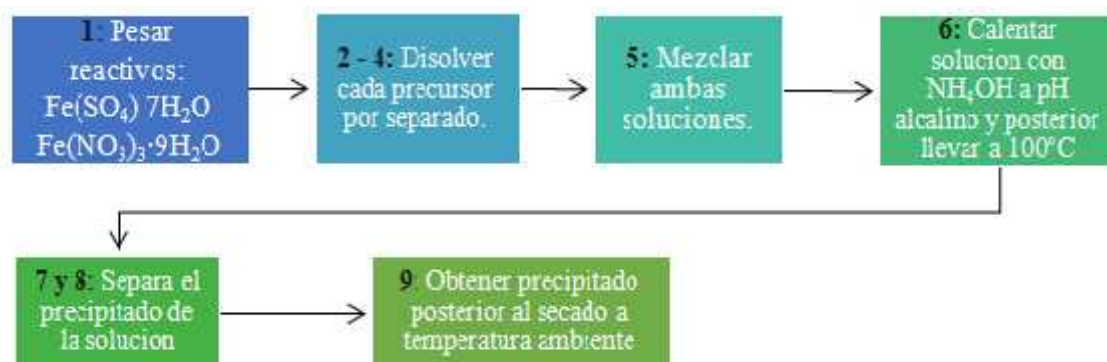 1: Pesar
reactivos:
Fe(SO₄) 7H₂O
Fe(NO₃)₃·9H₂O
2 - 4: Disolver
cada precursor
por separado.
5: Mezclar
ambas
soluciones.
6: Calentar
solucion con
NH₄OH a pH
alcalino y posterior
llevar a 100°C
7 y 8: Separa el
precipitado de
la solucion
9: Obtener precipitado
posterior al secado a
temperatura ambiente